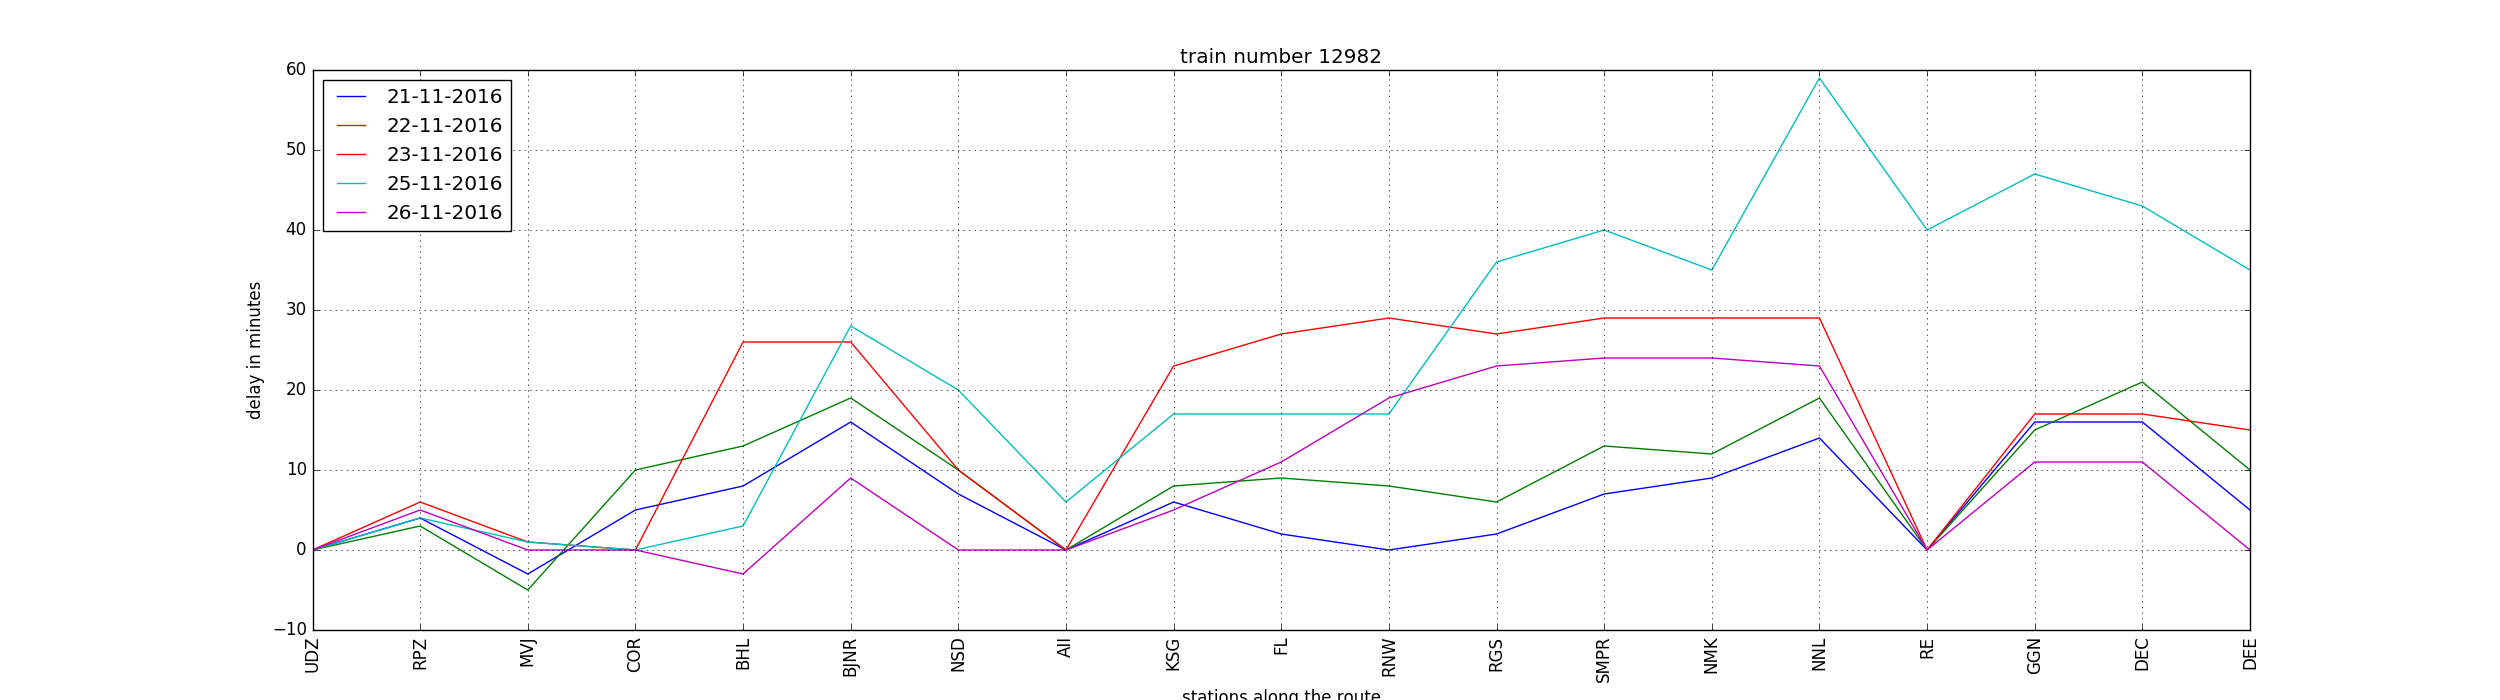 train number 12982
60
50
40
30
20
10
0
−10
delay in minutes
21-11-2016
22-11-2016
23-11-2016
25-11-2016
26-11-2016
UDZ
RPZ
MVJ
COR
BHL
BJNR
NSD
AII
KSG
FL
RNW
RGS
SMPR
NMK
NNL
RE
GGN
DEC
DEE
stations along the route